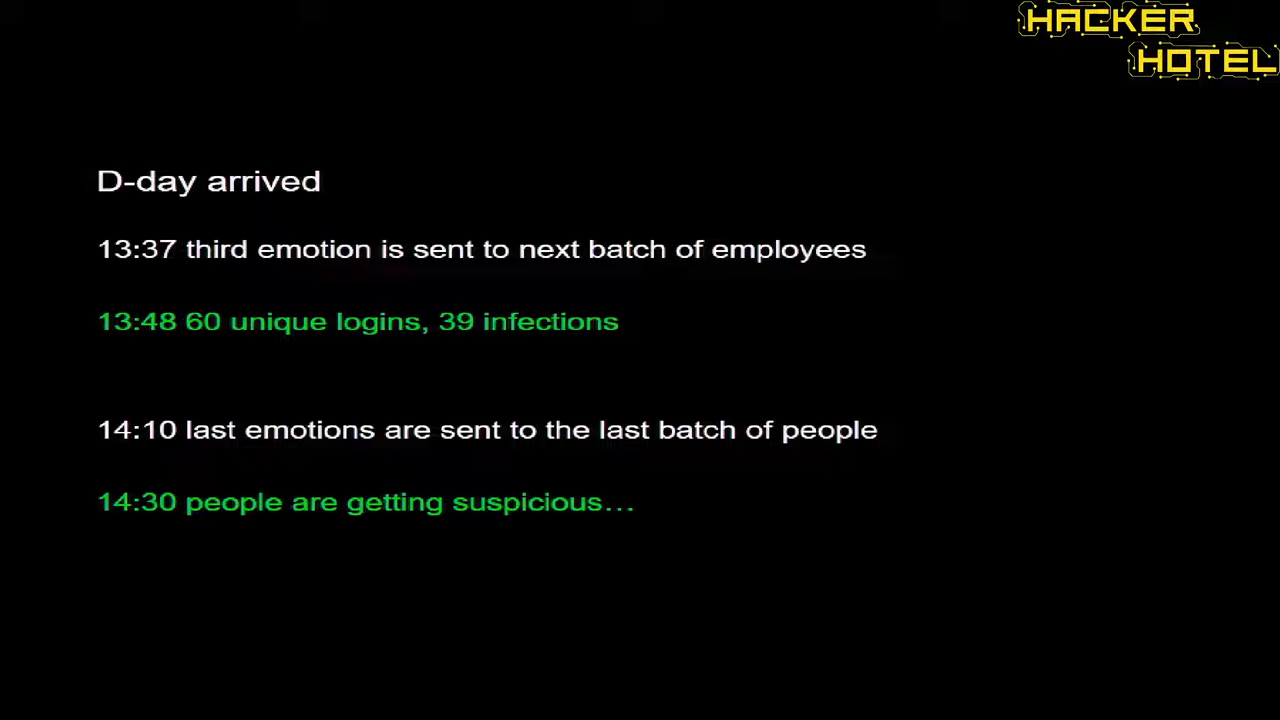 HACKER
HOTEL
D-day arrived
13:37 third emotion is sent to next batch of employees
13:48 60 unique logins, 39 infections
14:10 last emotions are sent to the last batch of people
14:30 people are getting suspicious…